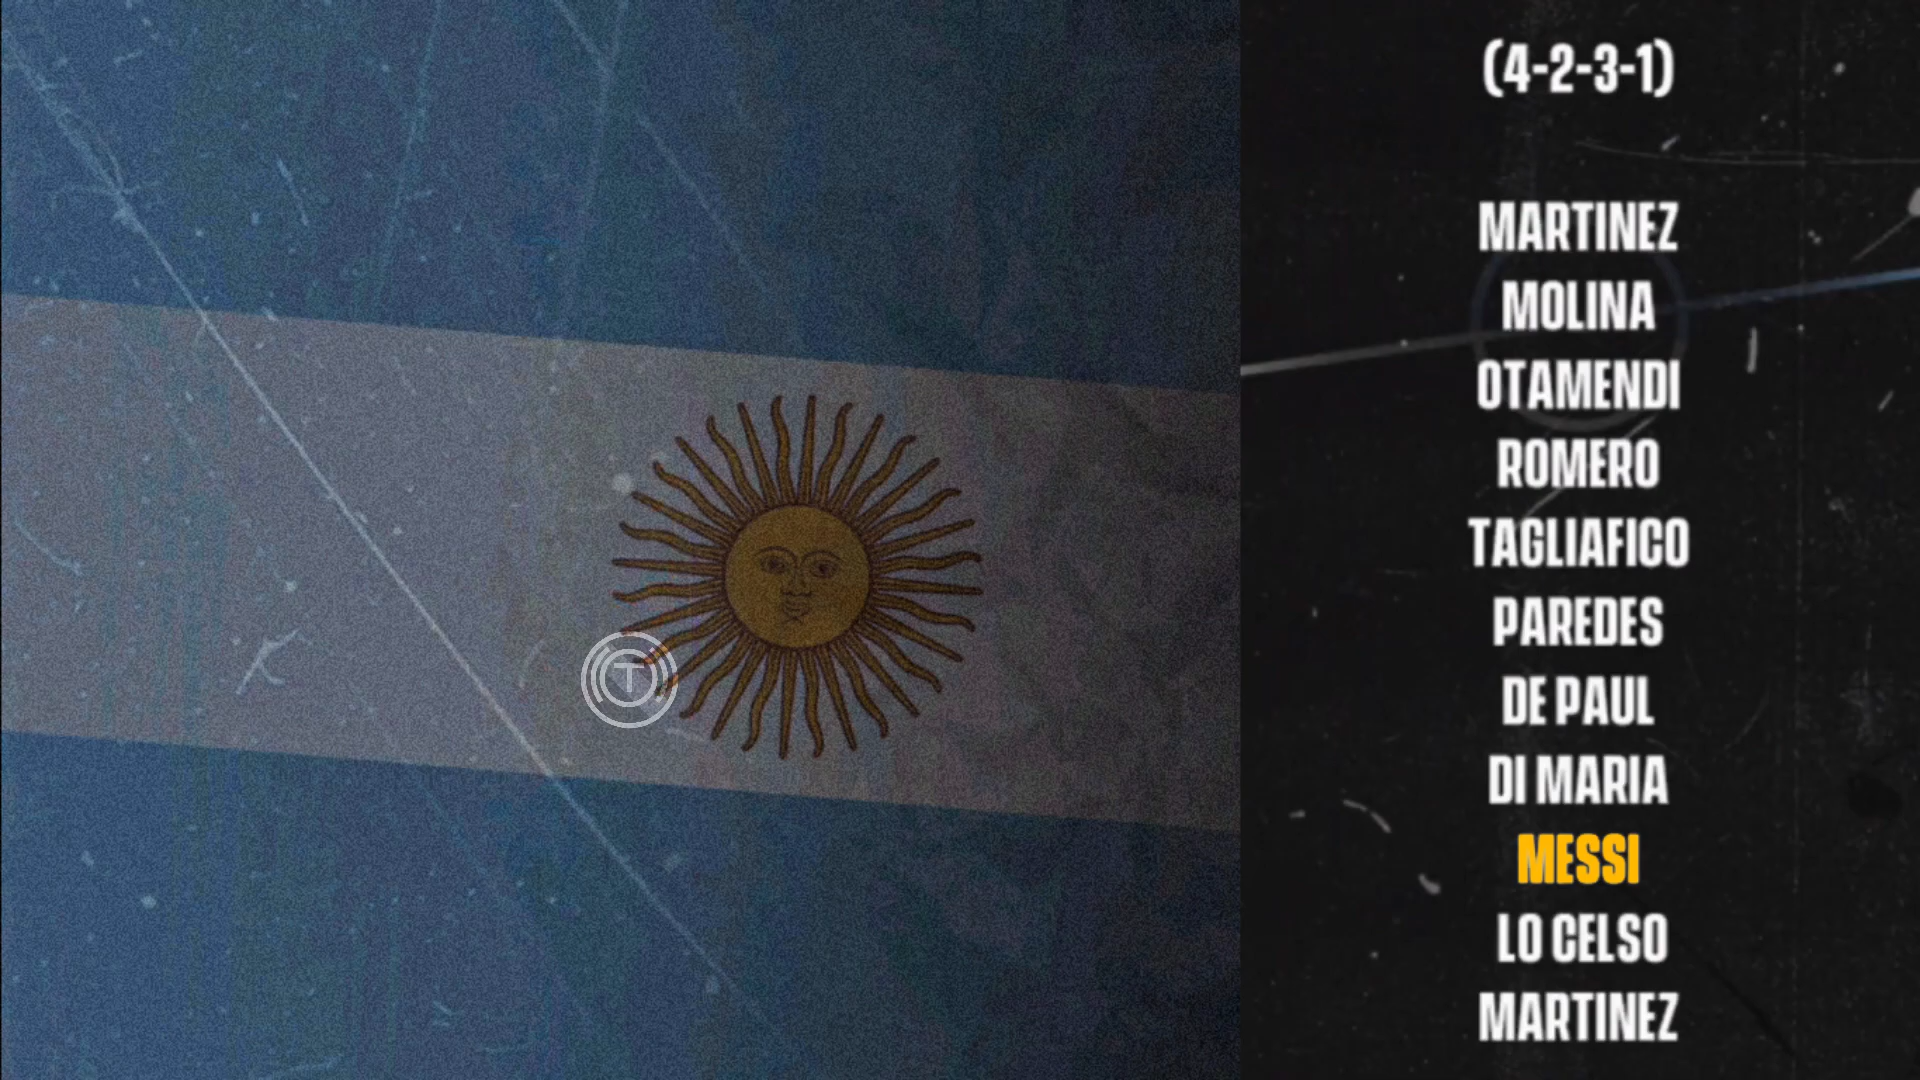 (4-2-3-1)
MARTINEZ
MOLINA
OTAMENDI
ROMERO
TAGLIAFICO
PAREDES
DE PAUL
DI MARIA
MESSI
LO CELSO
MARTINEZ
T